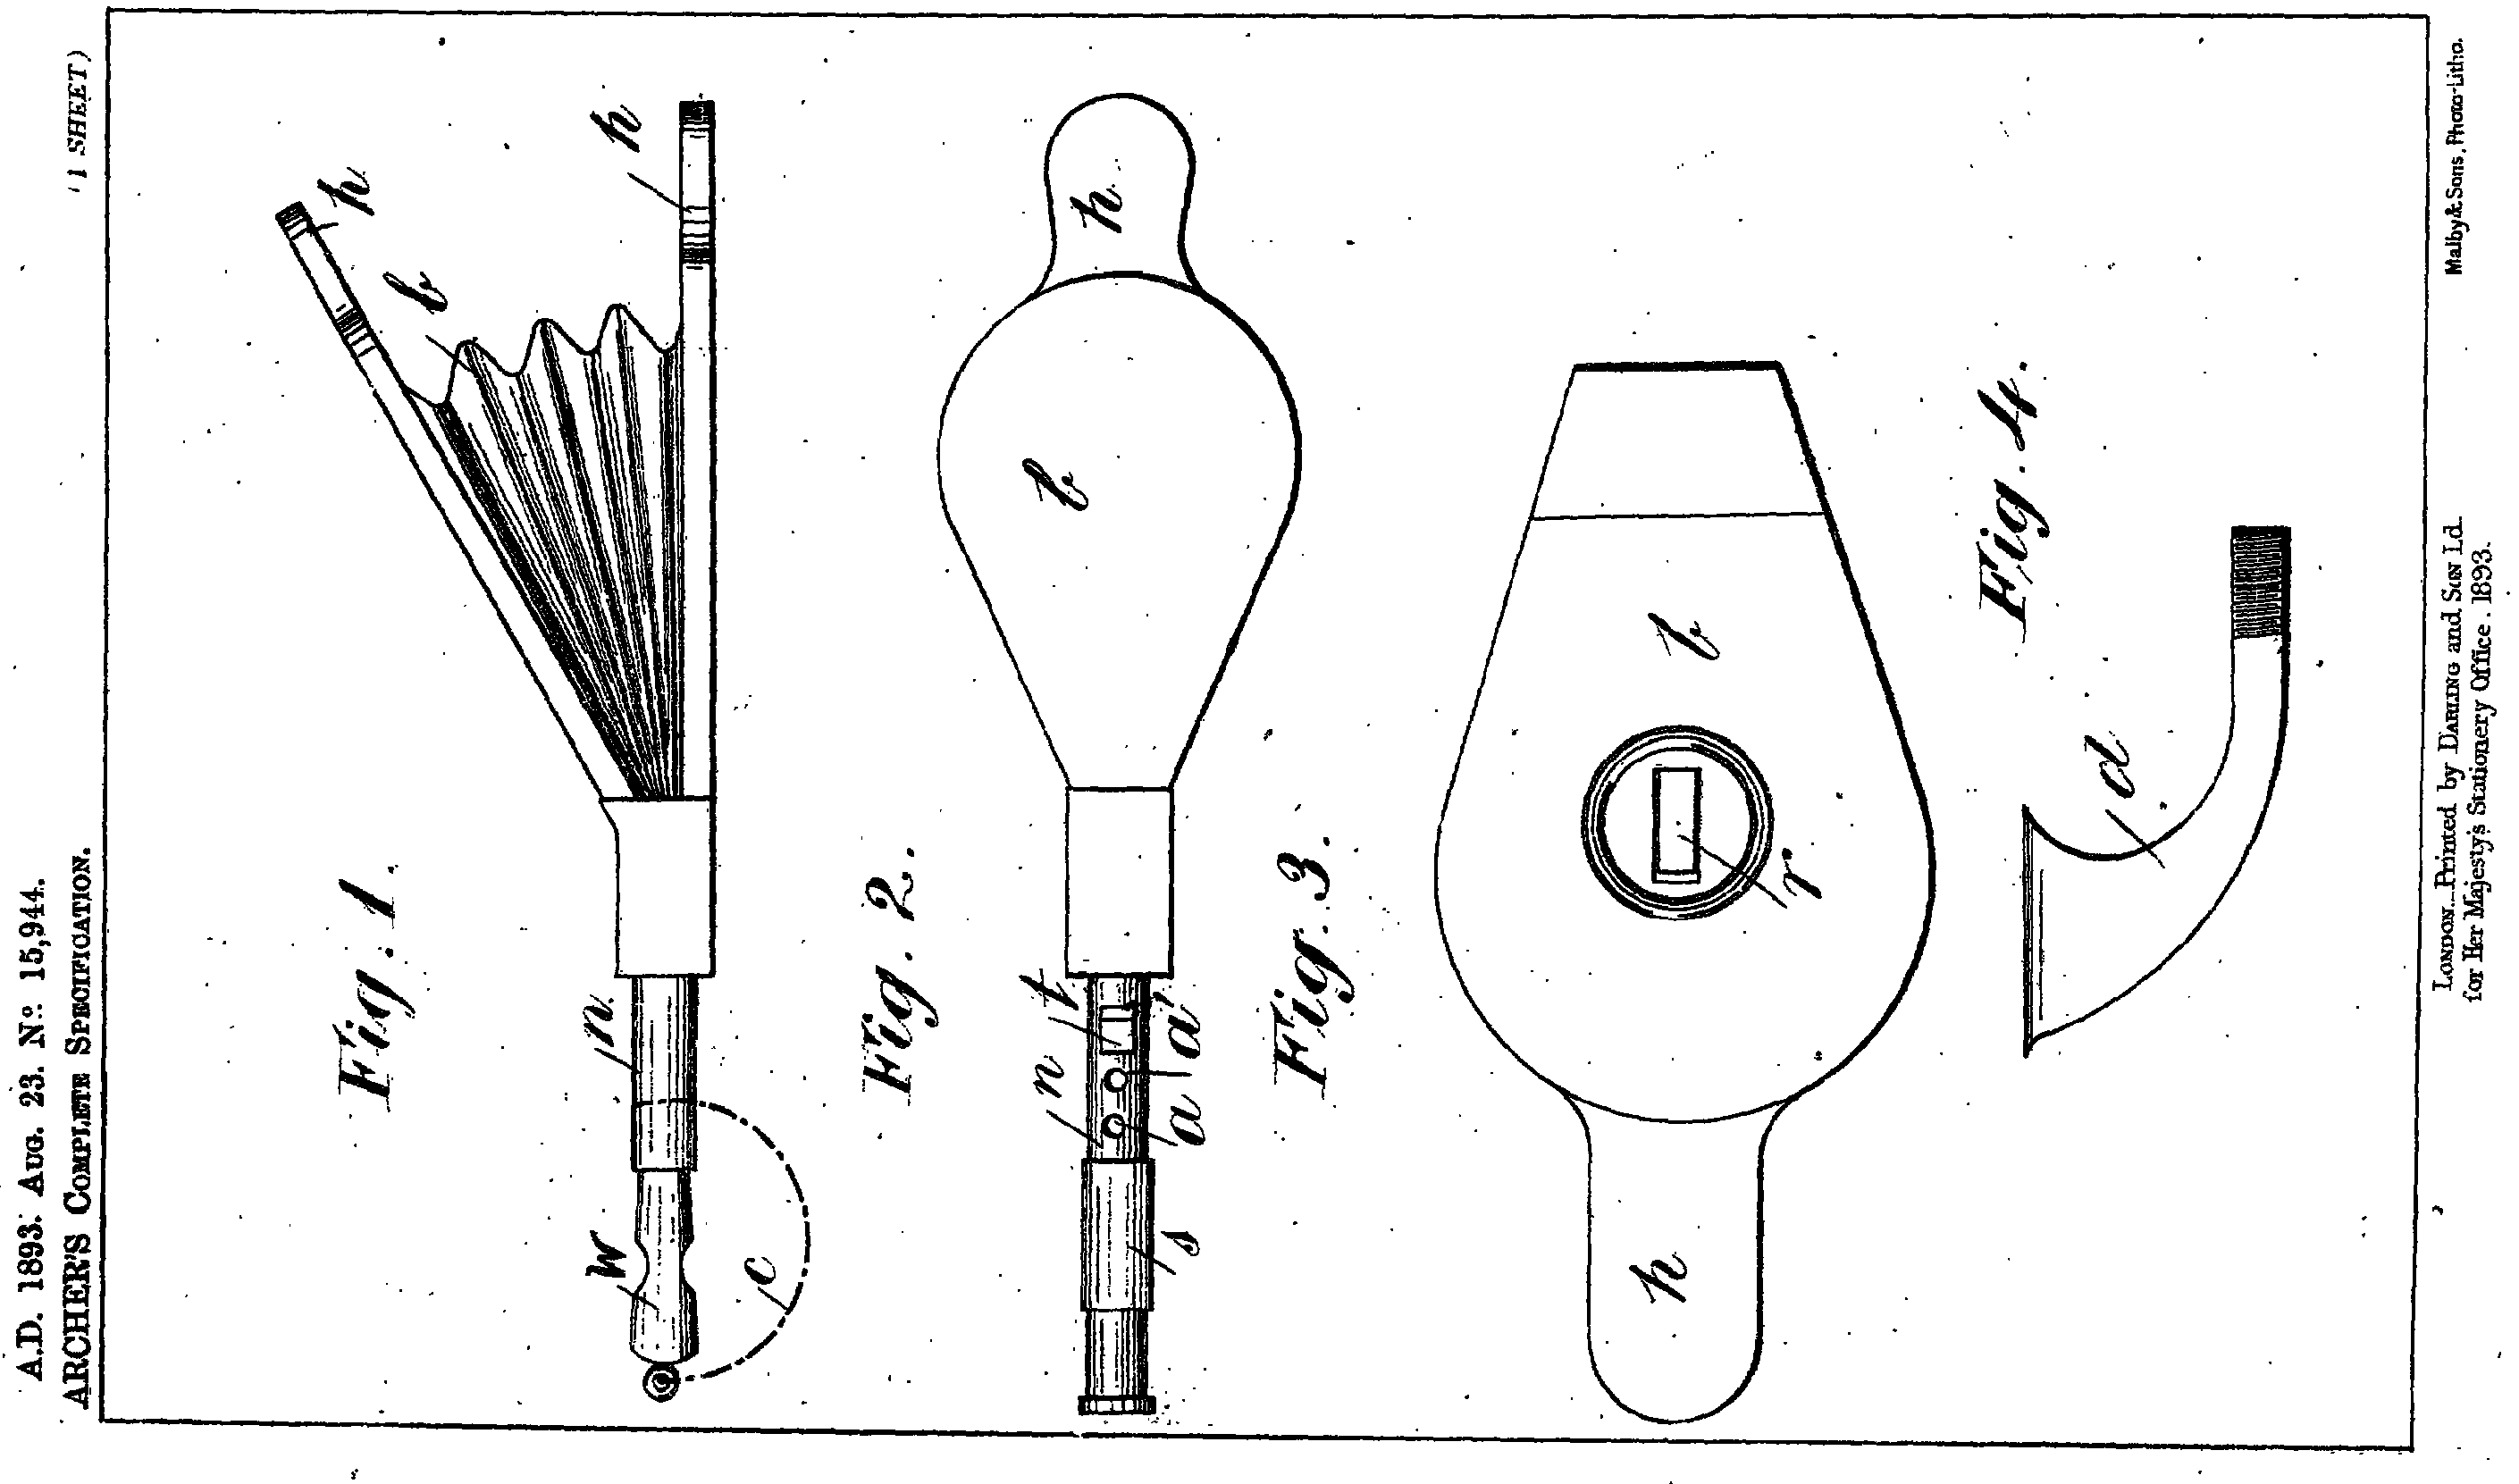 A.D. 1893. AUG. 23. No. 15,944.
ARCHER'S COMPLETE SPECIFICATION.
(1 SHEET)
Fig. 1.
h
h
b
n.
W
c
Fig. 2.
h
b
t
n
a
a'
s
Fig. 3.
b
r
h
Fig. 4.
d
LONDON. Printed by DARLING and SON Ld.
for Her Majesty's Stationery Office. 1893.
Malby & Sons, Photo-Litho.